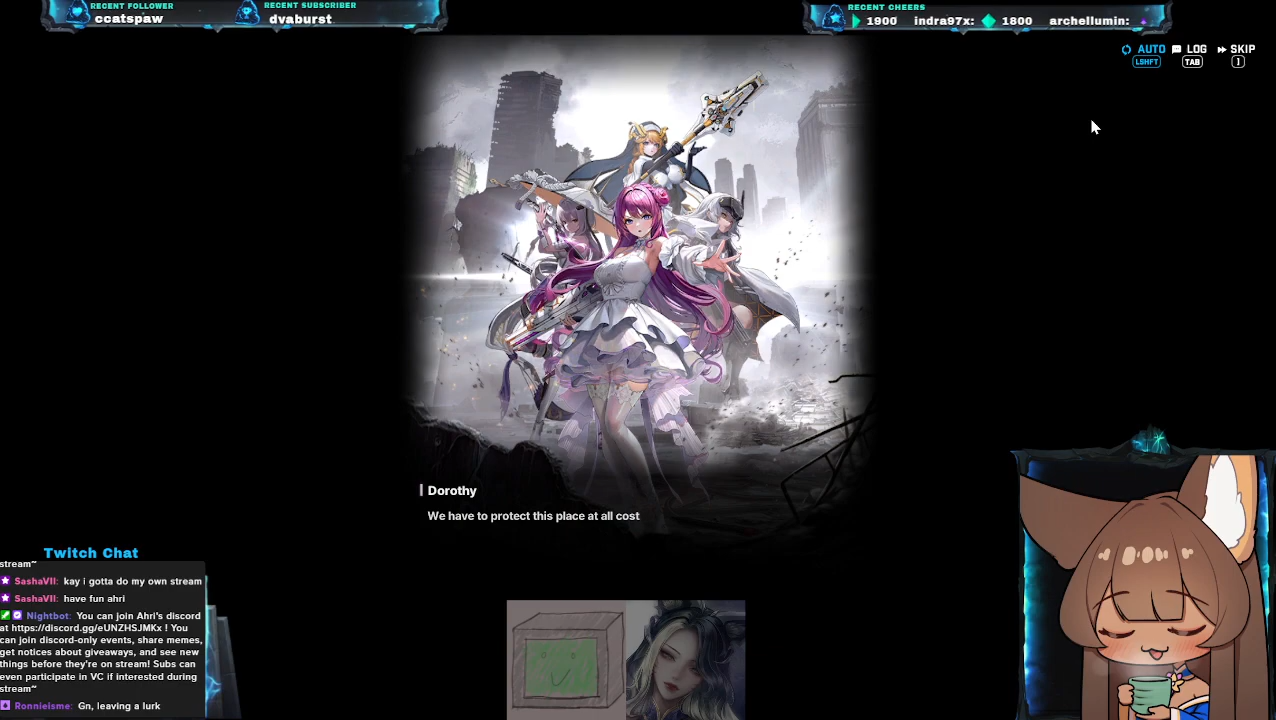 RECENT FOLLOWER
ccatspaw
RECENT SUBSCRIBER
dvaburst
RECENT CHEERS
1900 indra97x: 1800 archellumin:
AUTO LOG SKIP
LSHFT TAB ]
Dorothy
We have to protect this place at all cost
Twitch Chat
stream~
SashaVII: kay i gotta do my own stream
SashaVII: have fun ahri
Nightbot: You can join Ahri's discord
at https://discord.gg/eUNZHSJMKx ! You
can join discord-only events, share memes,
get notices about giveaways, and see new
things before they're on stream! Subs can
even participate in VC if interested during
stream~
Ronnieisme: Gn, leaving a lurk